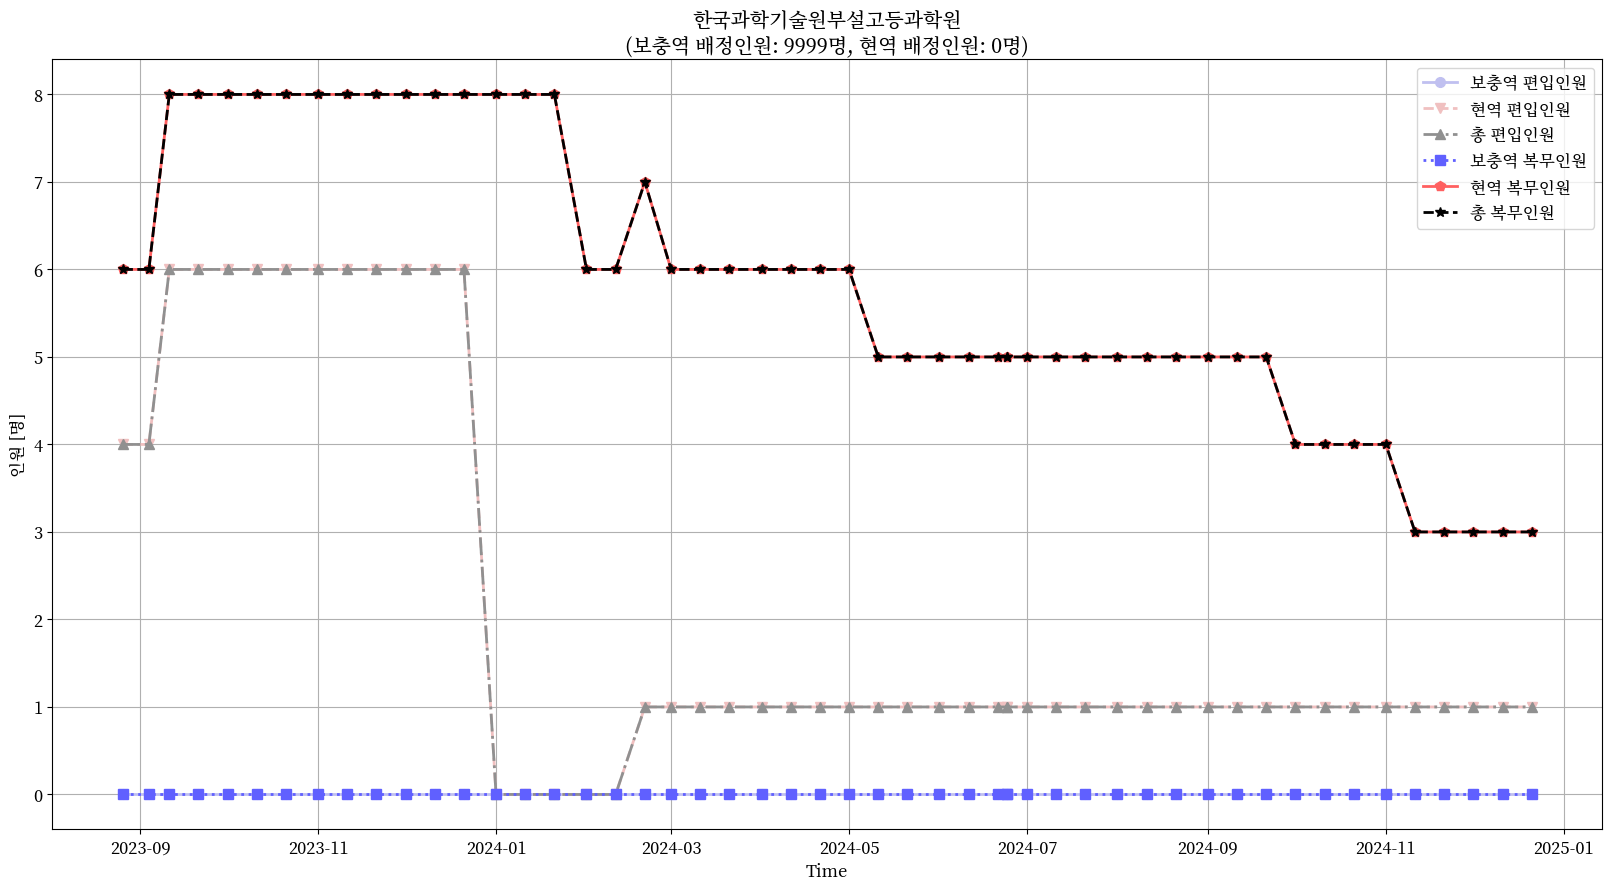 한국과학기술원부설고등과학원
(보충역 배정인원: 9999명, 현역 배정인원: 0명)
보충역 편입인원
현역 편입인원
총 편입인원
보충역 복무인원
현역 복무인원
총 복무인원
인원 [명]
8
7
6
5
4
3
2
1
0
2023-09
2023-11
2024-01
2024-03
2024-05
2024-07
2024-09
2024-11
2025-01
Time